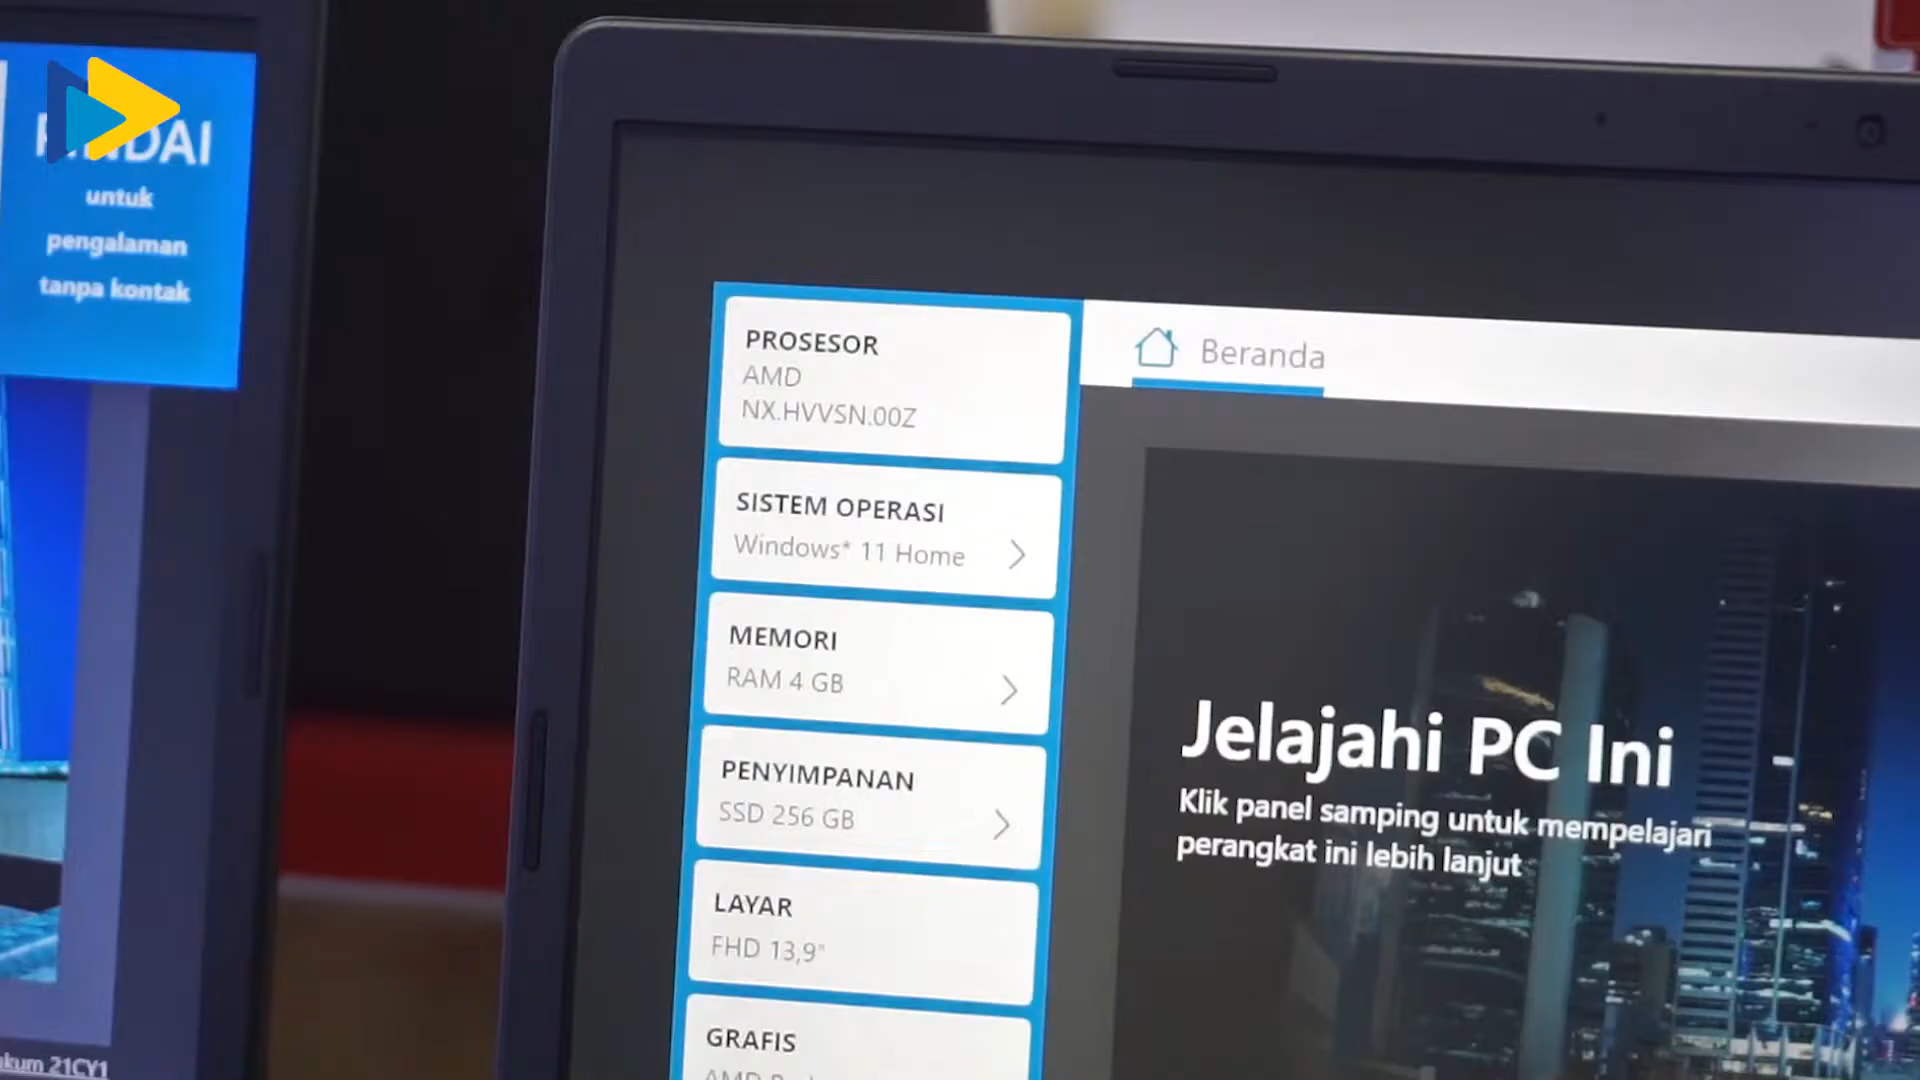 untuk
pengalaman
tanpa kontak
PROSESOR
AMD
NX.HVVSN.00Z
SISTEM OPERASI
Windows* 11 Home
MEMORI
RAM 4 GB
PENYIMPANAN
SSD 256 GB
LAYAR
FHD 13,9"
GRAFIS
AMD
Beranda
Jelajahi PC Ini
Klik panel samping untuk mempelajari
perangkat ini lebih lanjut
21CY1